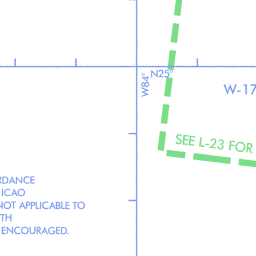 N25°
W84°
W-17
SEE L-23 FOR
RDANCE
ICAO
NOT APPLICABLE TO
TH
ENCOURAGED.